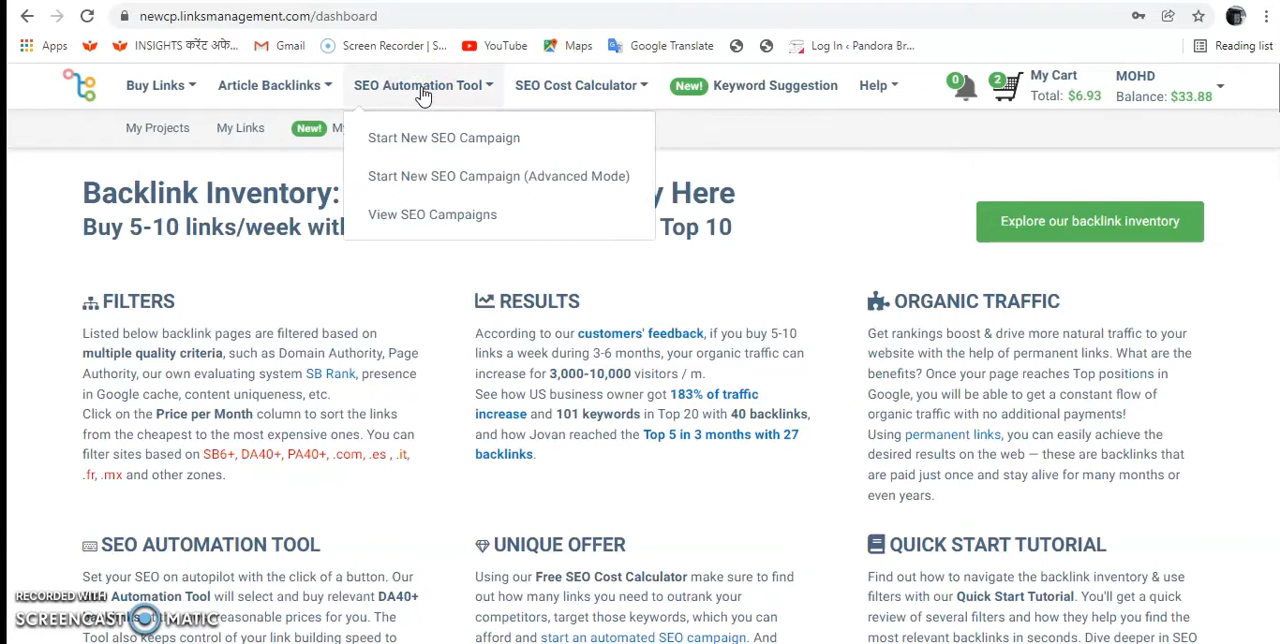 newcp.linksmanagement.com/dashboard
Apps INSIGHTS करेंट अफे... Gmail Screen Recorder | S... YouTube Maps Google Translate Log In ‹ Pandora Br... Reading list
Buy Links Article Backlinks SEO Automation Tool SEO Cost Calculator New! Keyword Suggestion Help 0 2 My Cart MOHD
Total: $6.93 Balance: $33.88
My Projects My Links New!
Start New SEO Campaign
Start New SEO Campaign (Advanced Mode)
View SEO Campaigns
Backlink Inventory: Here
Buy 5-10 links/week Top 10
Explore our backlink inventory
FILTERS
Listed below backlink pages are filtered based on
multiple quality criteria, such as Domain Authority, Page
Authority, our own evaluating system SB Rank, presence
in Google cache, content uniqueness, etc.
Click on the Price per Month column to sort the links
from the cheapest to the most expensive ones. You can
filter sites based on SB6+, DA40+, PA40+, .com, .es , .it,
.fr, .mx and other zones.
RESULTS
According to our customers' feedback, if you buy 5-10
links a week during 3-6 months, your organic traffic can
increase for 3,000-10,000 visitors / m.
See how US business owner got 183% of traffic
increase and 101 keywords in Top 20 with 40 backlinks,
and how Jovan reached the Top 5 in 3 months with 27
backlinks.
ORGANIC TRAFFIC
Get rankings boost & drive more natural traffic to your
website with the help of permanent links. What are the
benefits? Once your page reaches Top positions in
Google, you will be able to get a constant flow of
organic traffic with no additional payments!
Using permanent links, you can easily achieve the
desired results on the web — these are backlinks that
are paid just once and stay alive for many months or
even years.
SEO AUTOMATION TOOL
Set your SEO on autopilot with the click of a button. Our
Automation Tool will select and buy relevant DA40+
reasonable prices for you. The
Tool also keeps control of your link building speed to
UNIQUE OFFER
Using our Free SEO Cost Calculator make sure to find
out how many links you need to outrank your
competitors, target those keywords, which you can
afford and start an automated SEO campaign. And
QUICK START TUTORIAL
Find out how to navigate the backlink inventory & use
filters with our Quick Start Tutorial. You'll get a quick
review of several filters and how they help you find the
most relevant backlinks in seconds. Dive deeper in SEO
RECORDED WITH
SCREENCAST MATIC